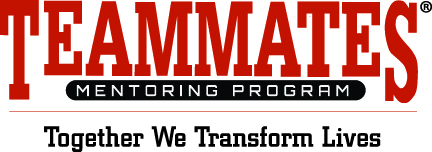 TEAMMATES®
MENTORING PROGRAM
Together We Transform Lives